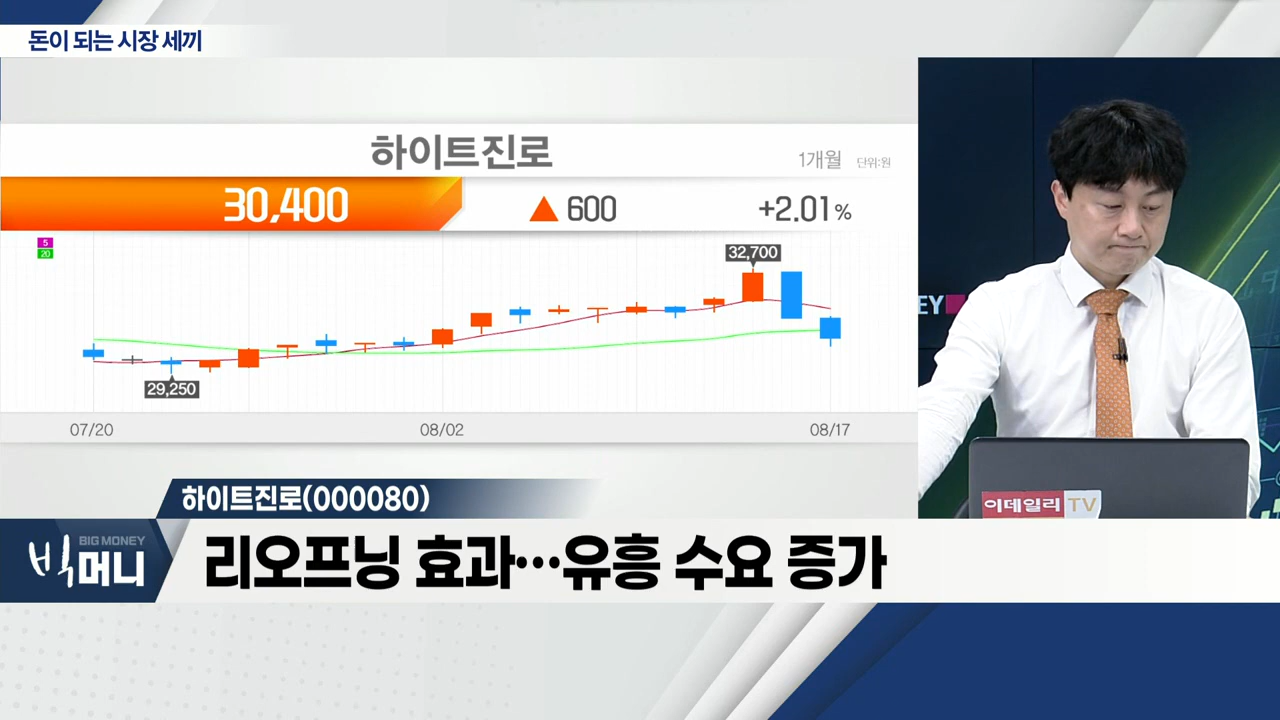 돈이 되는 시장 세끼
하이트진로
1개월 단위:원
30,400 ▲ 600 +2.01%
5
20
32,700
29,250
07/20 08/02 08/17
EY
이데일리 TV
하이트진로(000080)
BIG MONEY
빅머니
리오프닝 효과…유흥 수요 증가